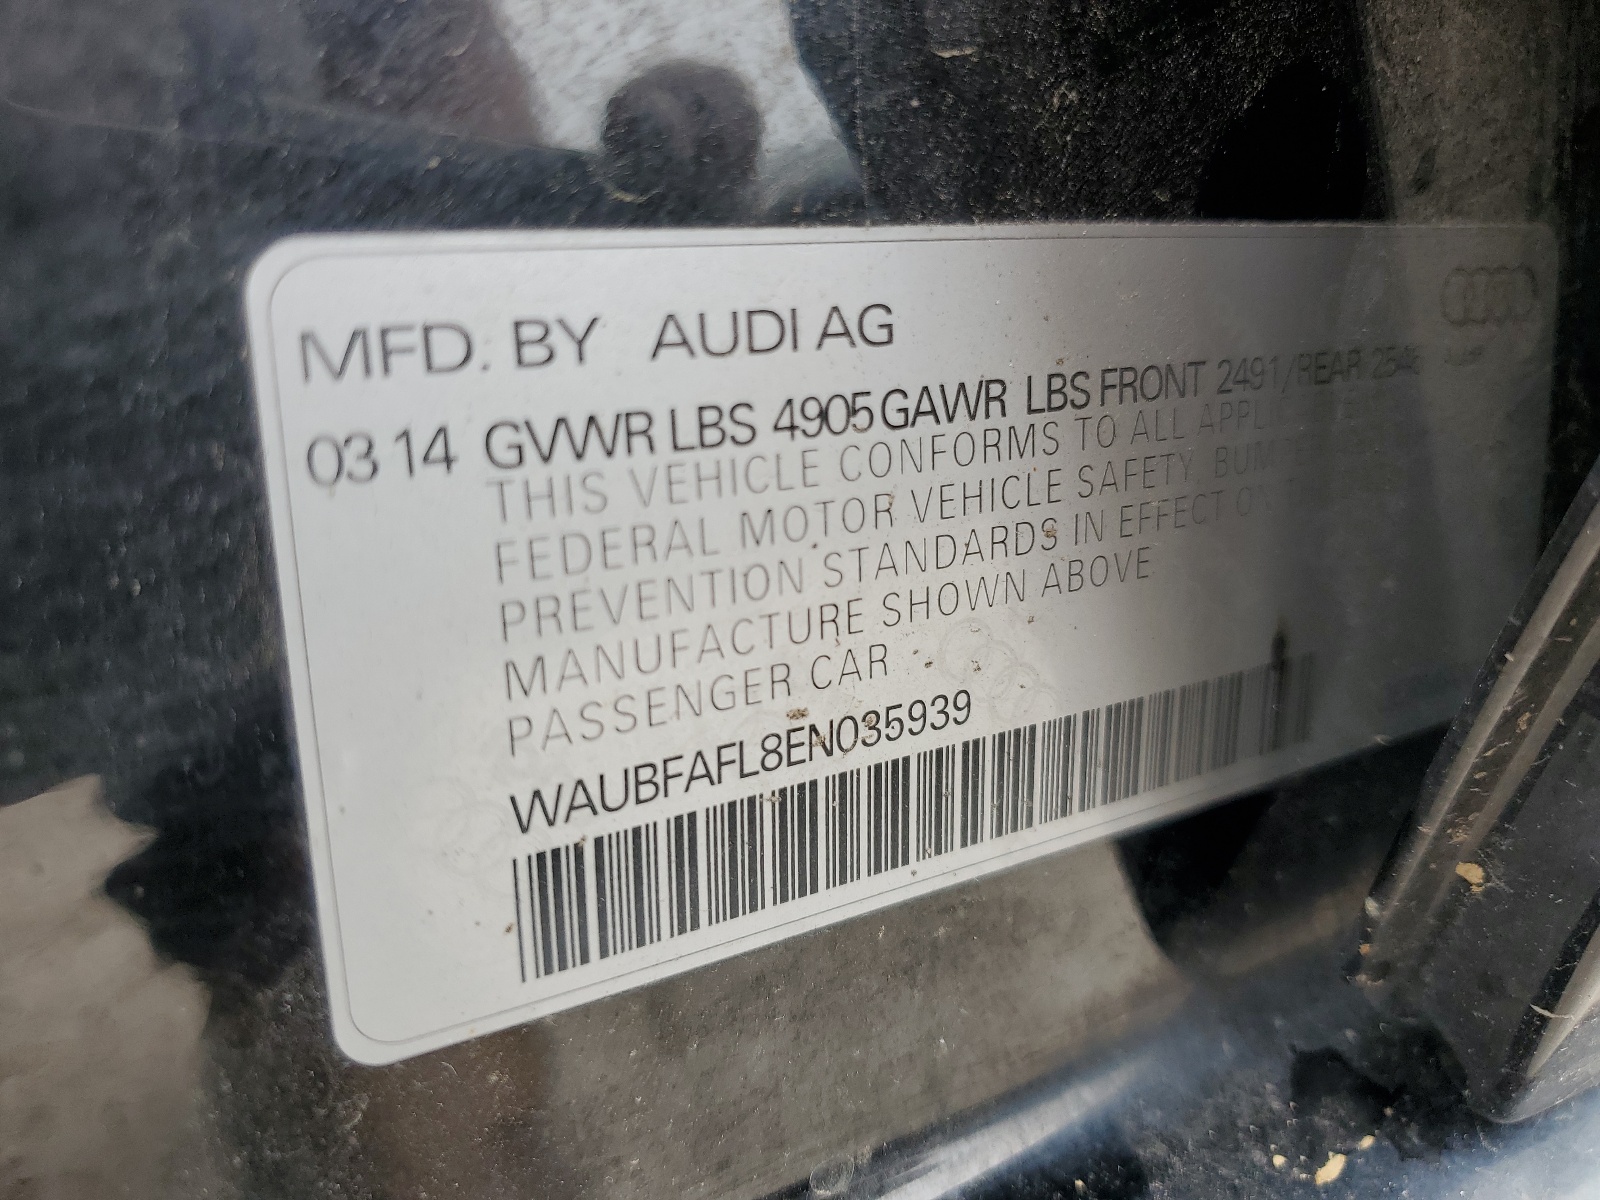 MFD. BY AUDI AG
03 14 GVWR LBS 4905 GAWR LBS FRONT 2491/REAR
THIS VEHICLE CONFORMS TO ALL
FEDERAL MOTOR VEHICLE SAFETY,
PREVENTION STANDARDS IN EFFECT
MANUFACTURE SHOWN ABOVE
PASSENGER CAR
WAUBFAFL8EN035939